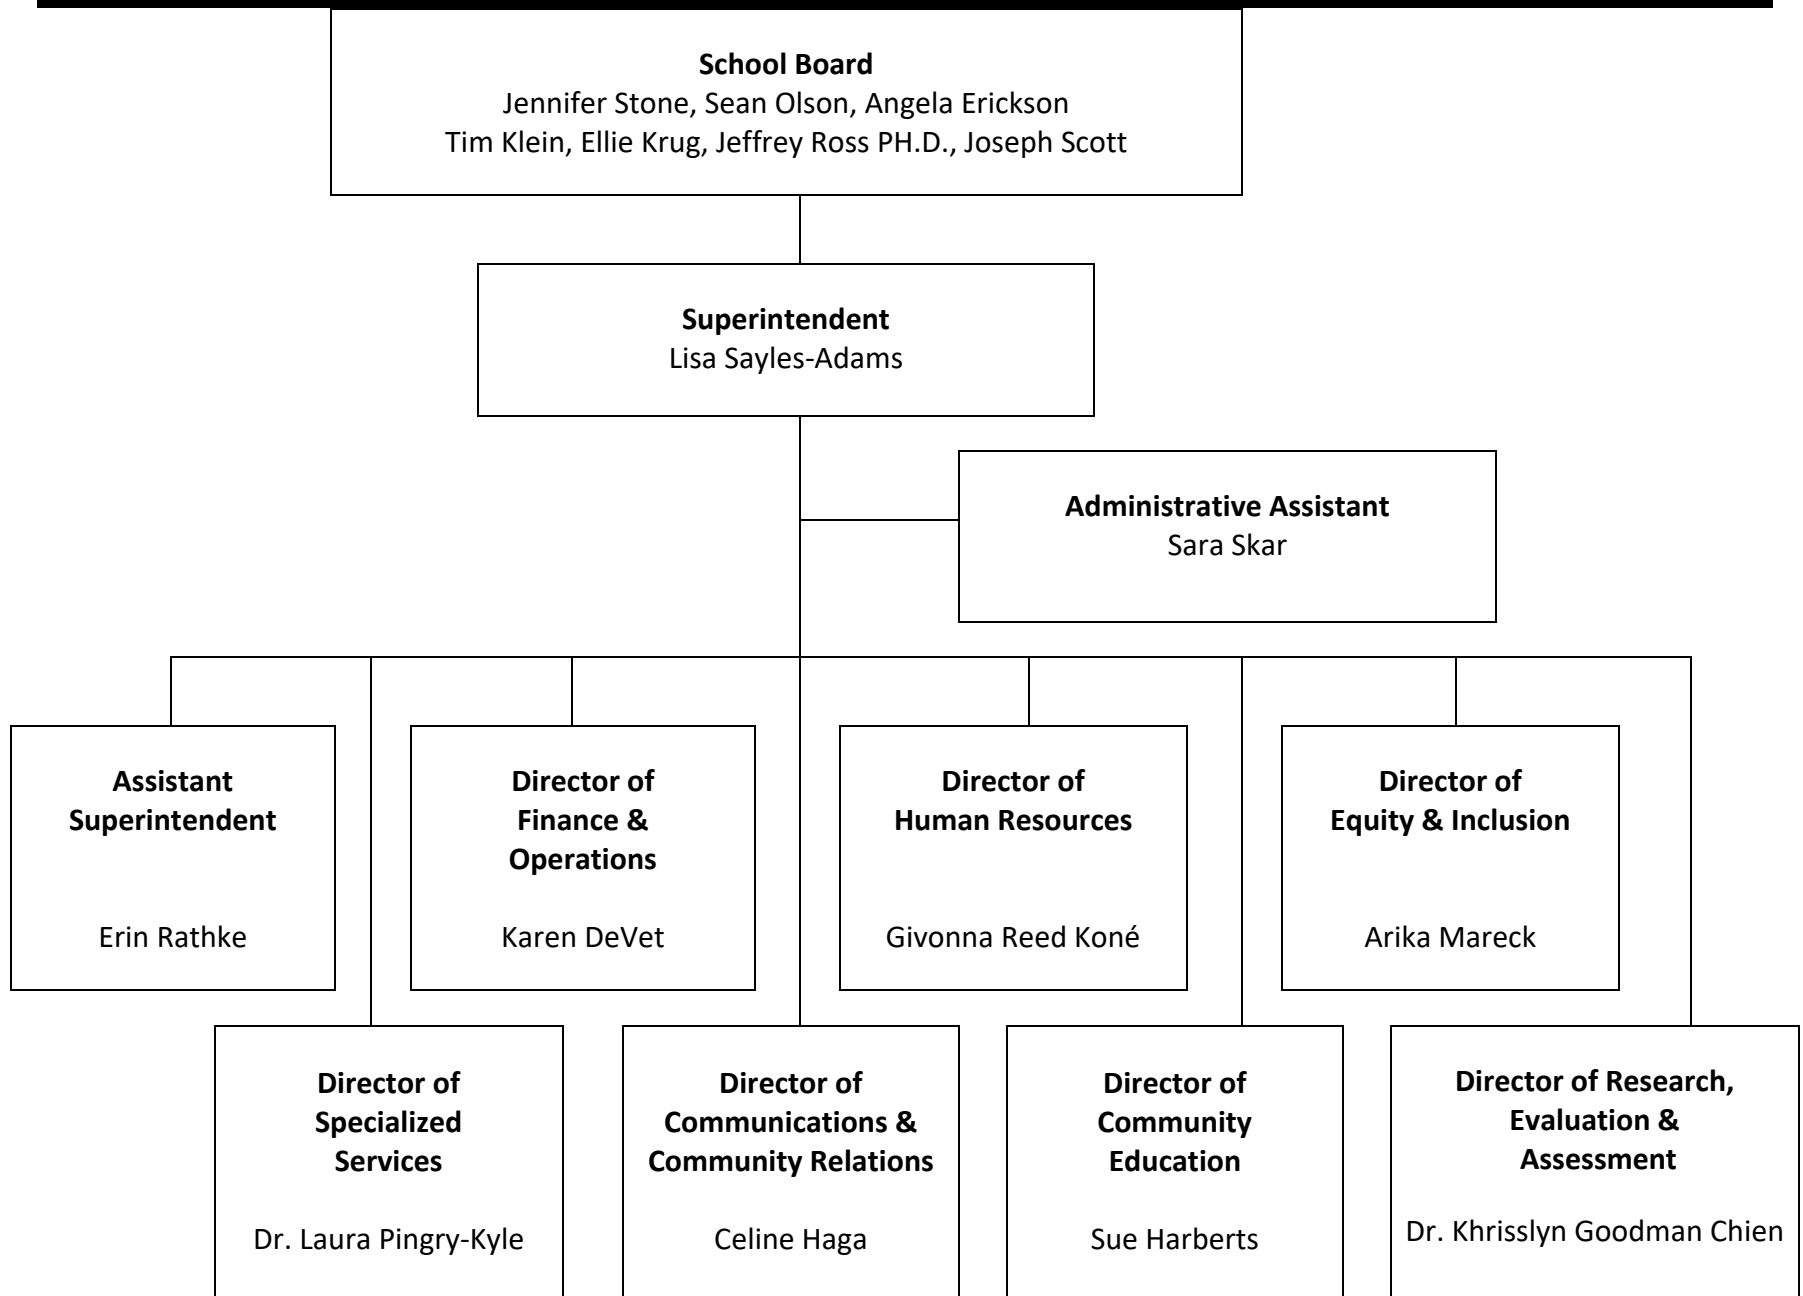 School Board
Jennifer Stone, Sean Olson, Angela Erickson
Tim Klein, Ellie Krug, Jeffrey Ross PH.D., Joseph Scott
Superintendent
Lisa Sayles-Adams
Administrative Assistant
Sara Skar
Assistant
Superintendent
Erin Rathke
Director of
Finance &
Operations
Karen DeVet
Director of
Human Resources
Givonna Reed Koné
Director of
Equity & Inclusion
Arika Mareck
Director of
Specialized
Services
Dr. Laura Pingry-Kyle
Director of
Communications &
Community Relations
Celine Haga
Director of
Community
Education
Sue Harberts
Director of Research,
Evaluation &
Assessment
Dr. Khrisslyn Goodman Chien